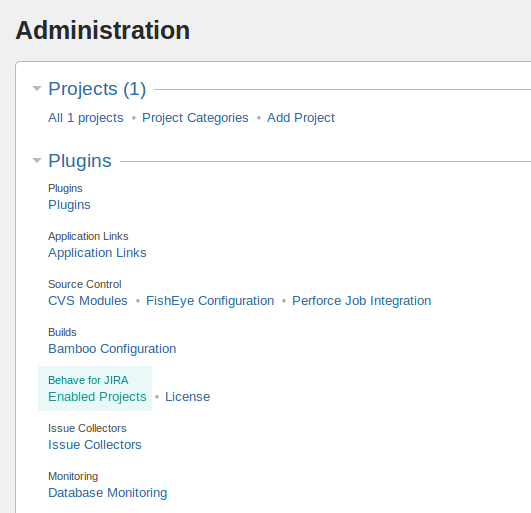 Administration
Projects (1)
All 1 projects • Project Categories • Add Project
Plugins
Plugins
Plugins
Application Links
Application Links
Source Control
CVS Modules • FishEye Configuration • Perforce Job Integration
Builds
Bamboo Configuration
Behave for JIRA
Enabled Projects • License
Issue Collectors
Issue Collectors
Monitoring
Database Monitoring